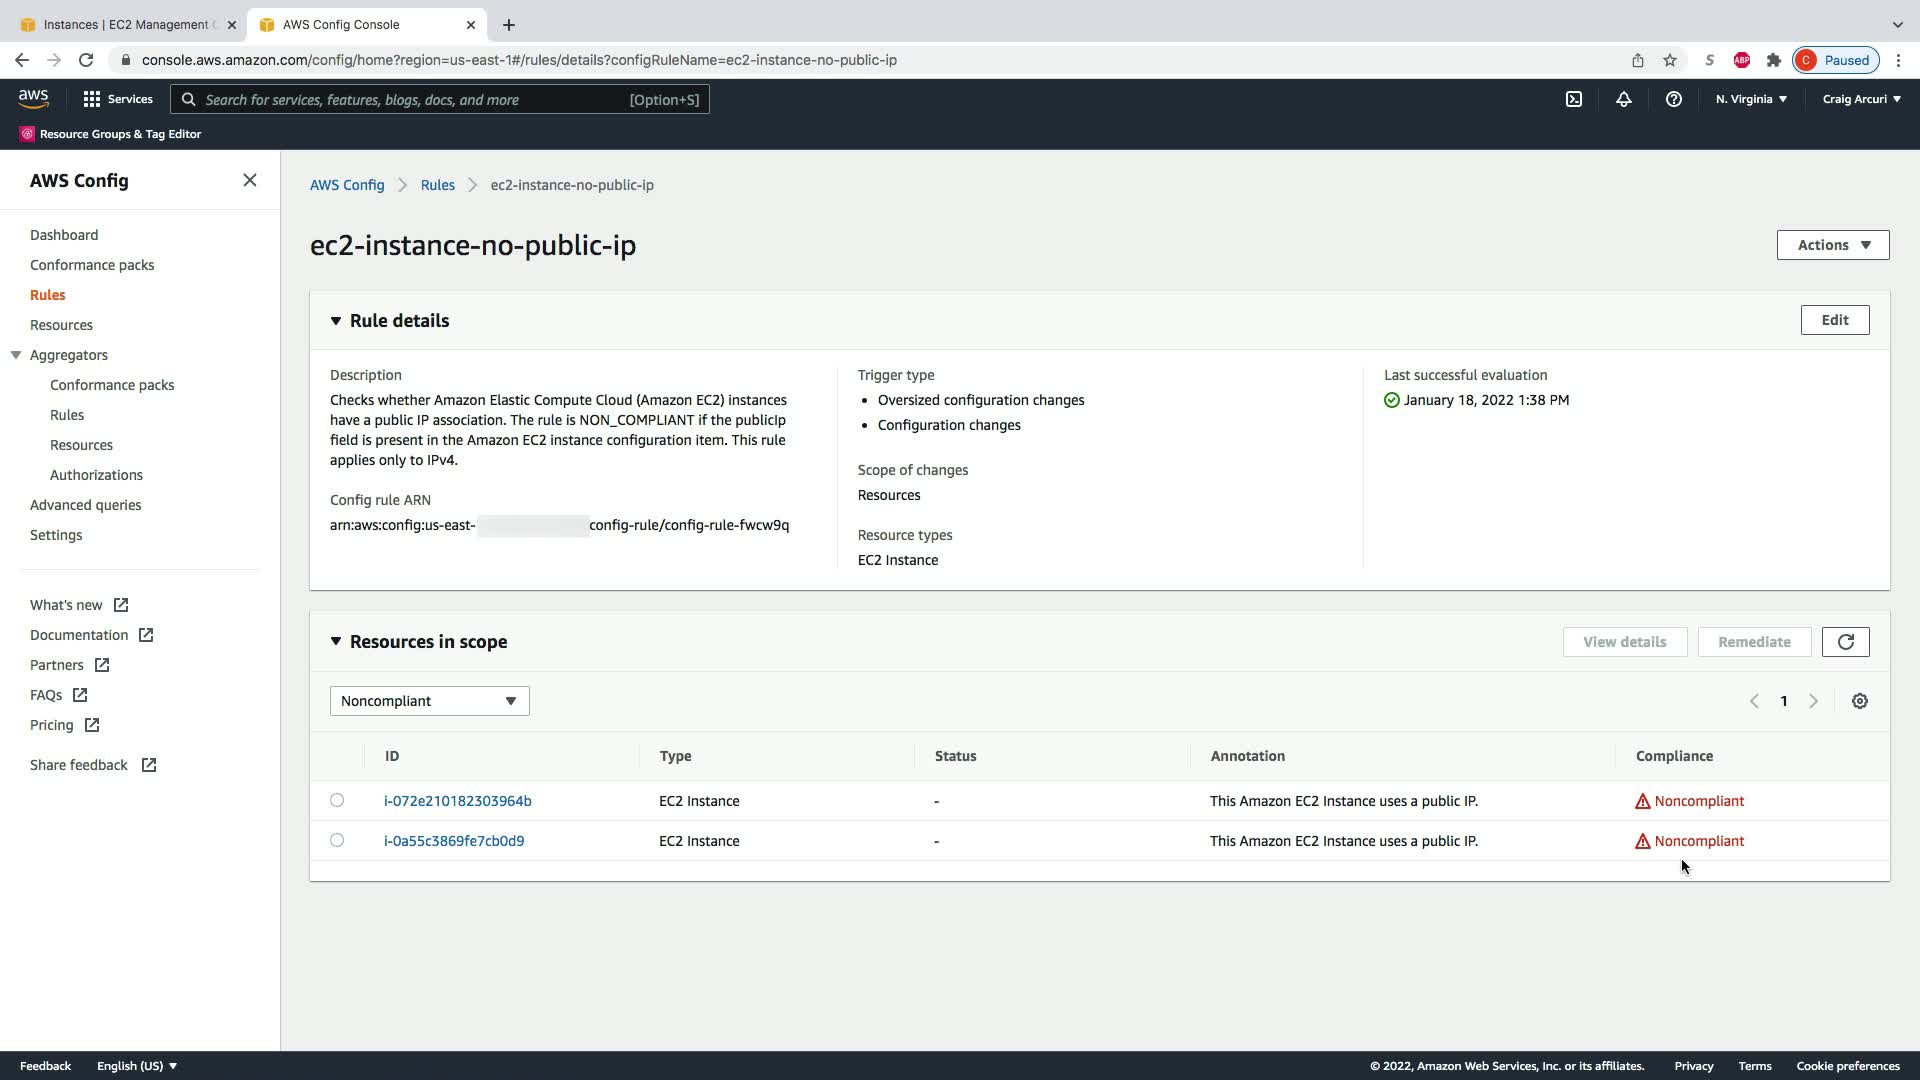 Instances | EC2 Management C
AWS Config Console
console.aws.amazon.com/config/home?region=us-east-1#/rules/details?configRuleName=ec2-instance-no-public-ip
S
ABP
C
Paused
aws
Services
Search for services, features, blogs, docs, and more
[Option+S]
N. Virginia
Craig Arcuri
Resource Groups & Tag Editor
AWS Config
Dashboard
Conformance packs
Rules
Resources
Aggregators
Conformance packs
Rules
Resources
Authorizations
Advanced queries
Settings
What's new
Documentation
Partners
FAQs
Pricing
Share feedback
AWS Config
Rules
ec2-instance-no-public-ip
ec2-instance-no-public-ip
Actions
Rule details
Edit
Description
Checks whether Amazon Elastic Compute Cloud (Amazon EC2) instances
have a public IP association. The rule is NON_COMPLIANT if the publicIp
field is present in the Amazon EC2 instance configuration item. This rule
applies only to IPv4.
Config rule ARN
arn:aws:config:us-east-
config-rule/config-rule-fwcw9q
Trigger type
• Oversized configuration changes
• Configuration changes
Scope of changes
Resources
Resource types
EC2 Instance
Last successful evaluation
January 18, 2022 1:38 PM
Resources in scope
View details
Remediate
Noncompliant
1
ID Type Status Annotation Compliance
i-072e210182303964b EC2 Instance - This Amazon EC2 Instance uses a public IP. Noncompliant
i-0a55c3869fe7cb0d9 EC2 Instance - This Amazon EC2 Instance uses a public IP. Noncompliant
Feedback
English (US)
© 2022, Amazon Web Services, Inc. or its affiliates.
Privacy
Terms
Cookie preferences